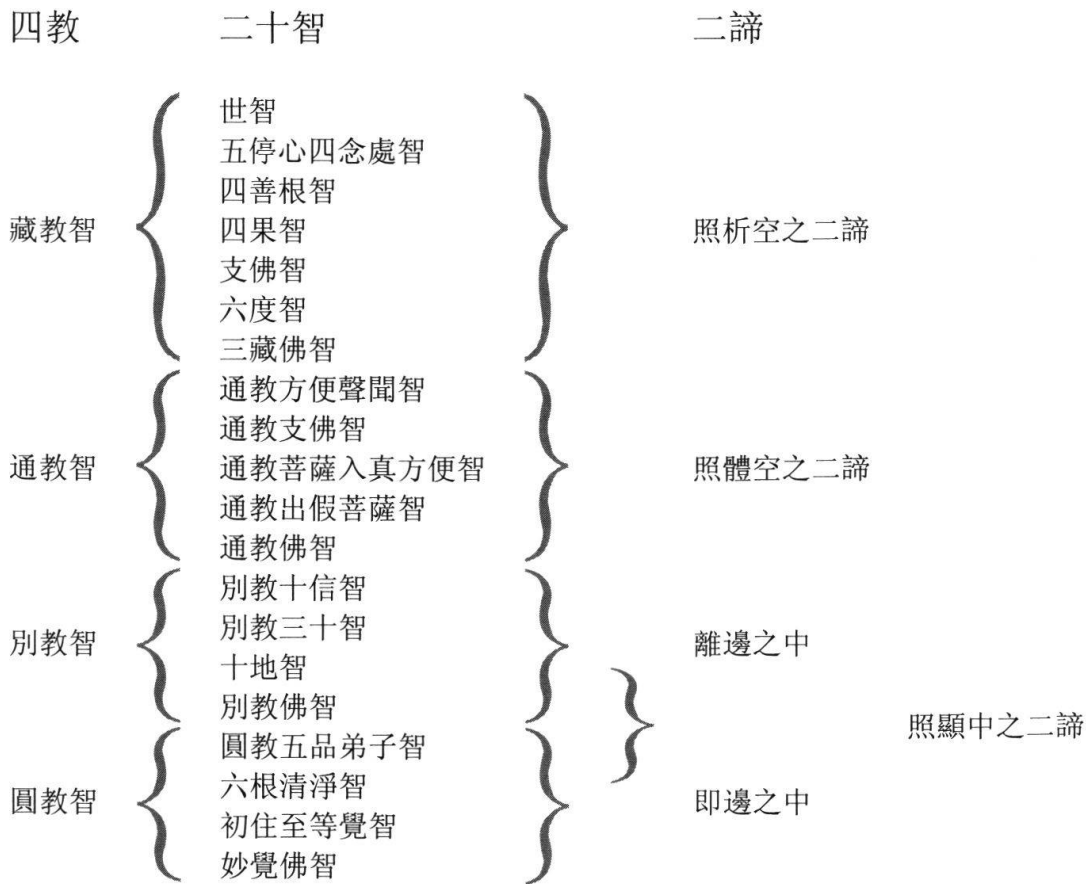 四教 二十智 二諦
世智
五停心四念處智
四善根智
藏教智 四果智 照析空之二諦
支佛智
六度智
三藏佛智
通教方便聲聞智
通教支佛智
通教智 通教菩薩入真方便智 照體空之二諦
通教出假菩薩智
通教佛智
別教十信智
別教智 別教三十智 離邊之中
十地智
別教佛智
照顯中之二諦
圓教五品弟子智
六根清淨智
圓教智 即邊之中
初住至等覺智
妙覺佛智